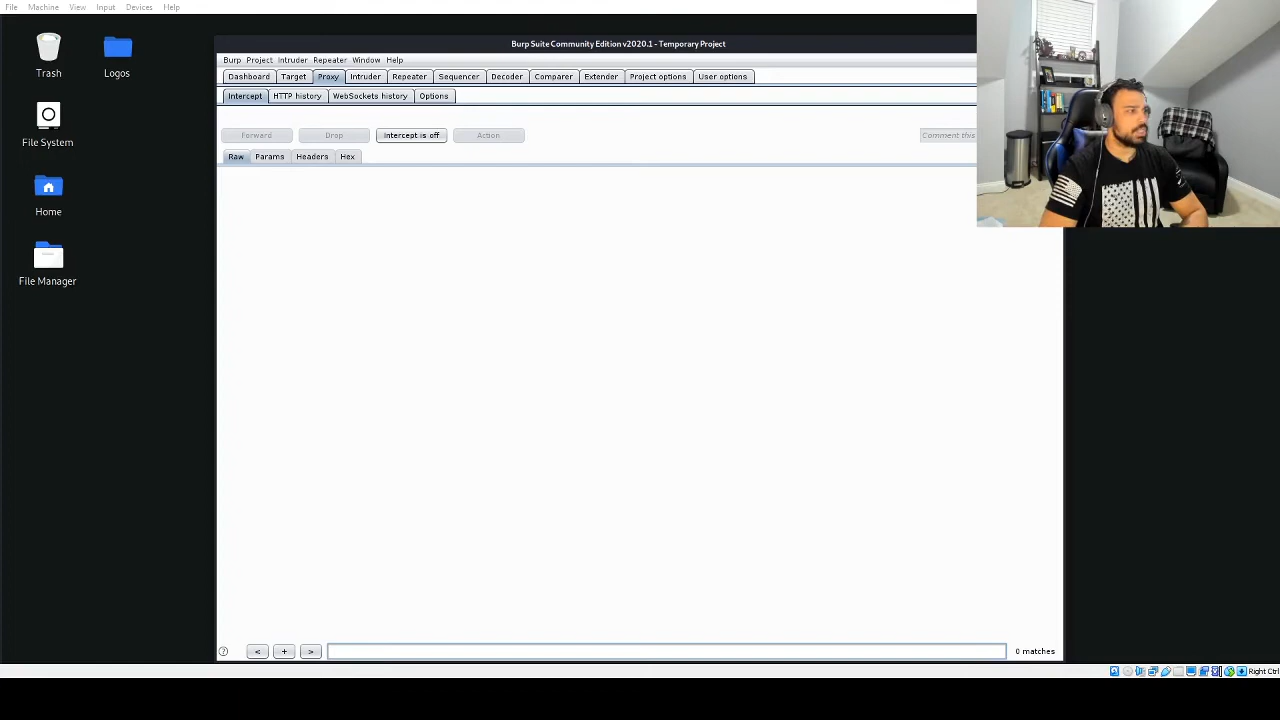 File Machine View Input Devices Help
Trash
Logos
File System
Home
File Manager
Burp Suite Community Edition v2020.1 - Temporary Project
Burp Project Intruder Repeater Window Help
Dashboard Target Proxy Intruder Repeater Sequencer Decoder Comparer Extender Project options User options
Intercept HTTP history WebSockets history Options
Forward Drop Intercept is off Action Comment this
Raw Params Headers Hex
? < + > 0 matches
Right Ctrl